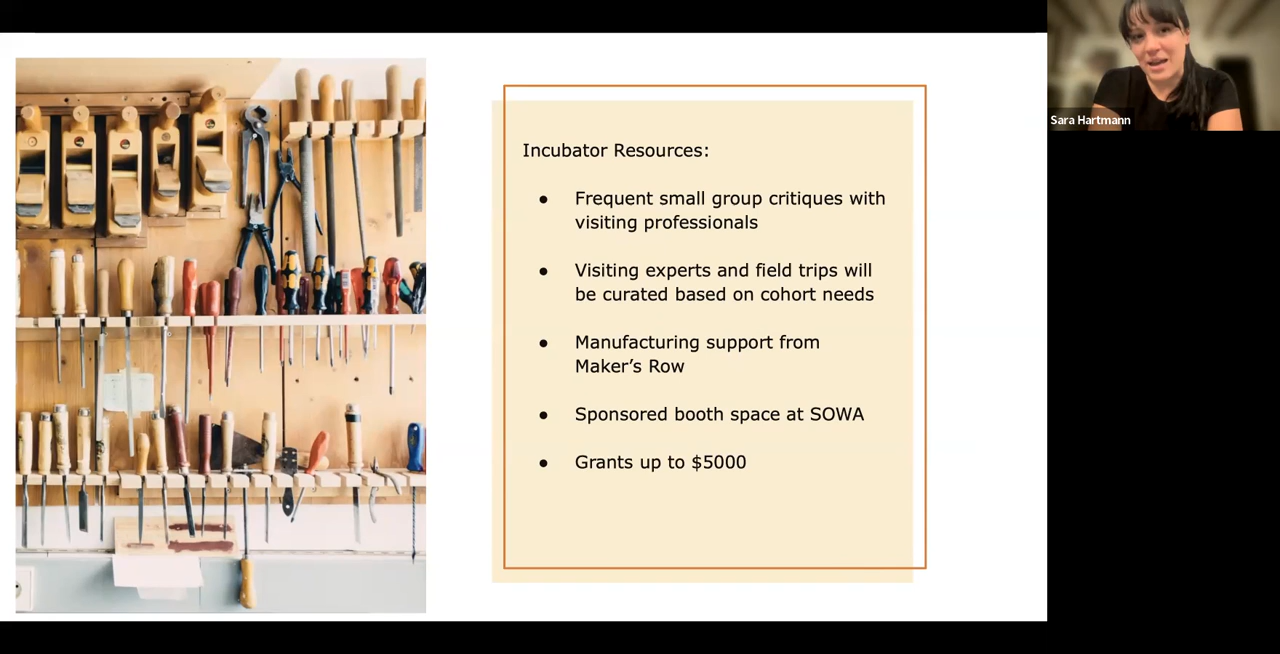 Incubator Resources:
● Frequent small group critiques with
visiting professionals
● Visiting experts and field trips will
be curated based on cohort needs
● Manufacturing support from
Maker’s Row
● Sponsored booth space at SOWA
● Grants up to $5000
Sara Hartmann